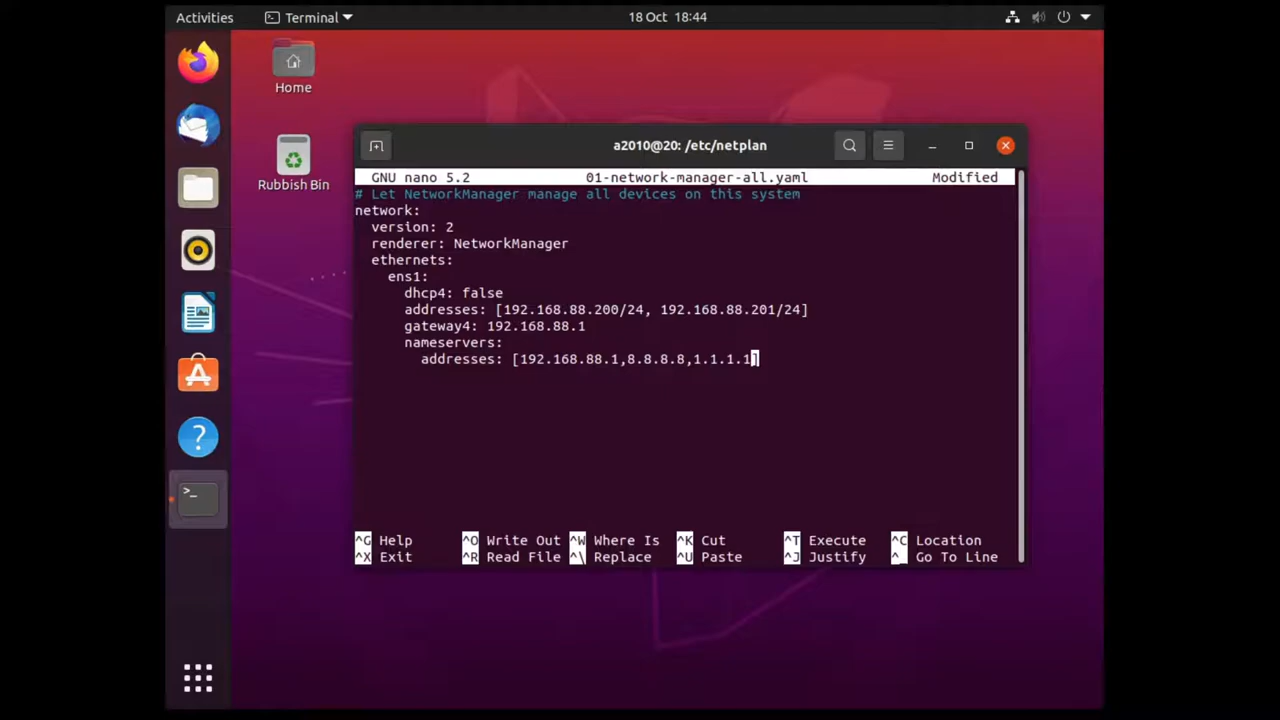 Activities
Terminal
18 Oct 18:44
Home
Rubbish Bin
a2010@20: /etc/netplan
GNU nano 5.2 01-network-manager-all.yaml Modified
# Let NetworkManager manage all devices on this system
network:
  version: 2
  renderer: NetworkManager
  ethernets:
    ens1:
      dhcp4: false
      addresses: [192.168.88.200/24, 192.168.88.201/24]
      gateway4: 192.168.88.1
      nameservers:
        addresses: [192.168.88.1,8.8.8.8,1.1.1.1]
^G Help ^O Write Out ^W Where Is ^K Cut ^T Execute ^C Location
^X Exit ^R Read File ^\ Replace ^U Paste ^J Justify ^_ Go To Line